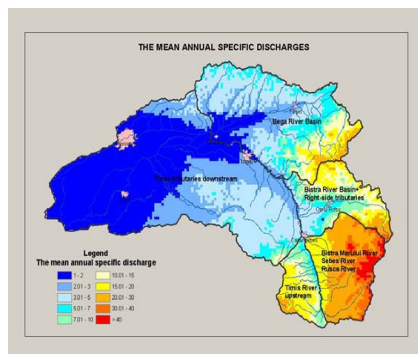 THE MEAN ANNUAL SPECIFIC DISCHARGES
Bega River Basin
tributaries downstream
Bistra River Basin+
Right-side tributaries
Bistra Marului River
Sebes River
Rusca River
Timis River
upstream
Legend
The mean annual specific discharge
1 - 2
2.01 - 3
3.01 - 5
5.01 - 7
7.01 - 10
10.01 - 15
15.01 - 20
20.01 - 30
30.01 - 40
> 40